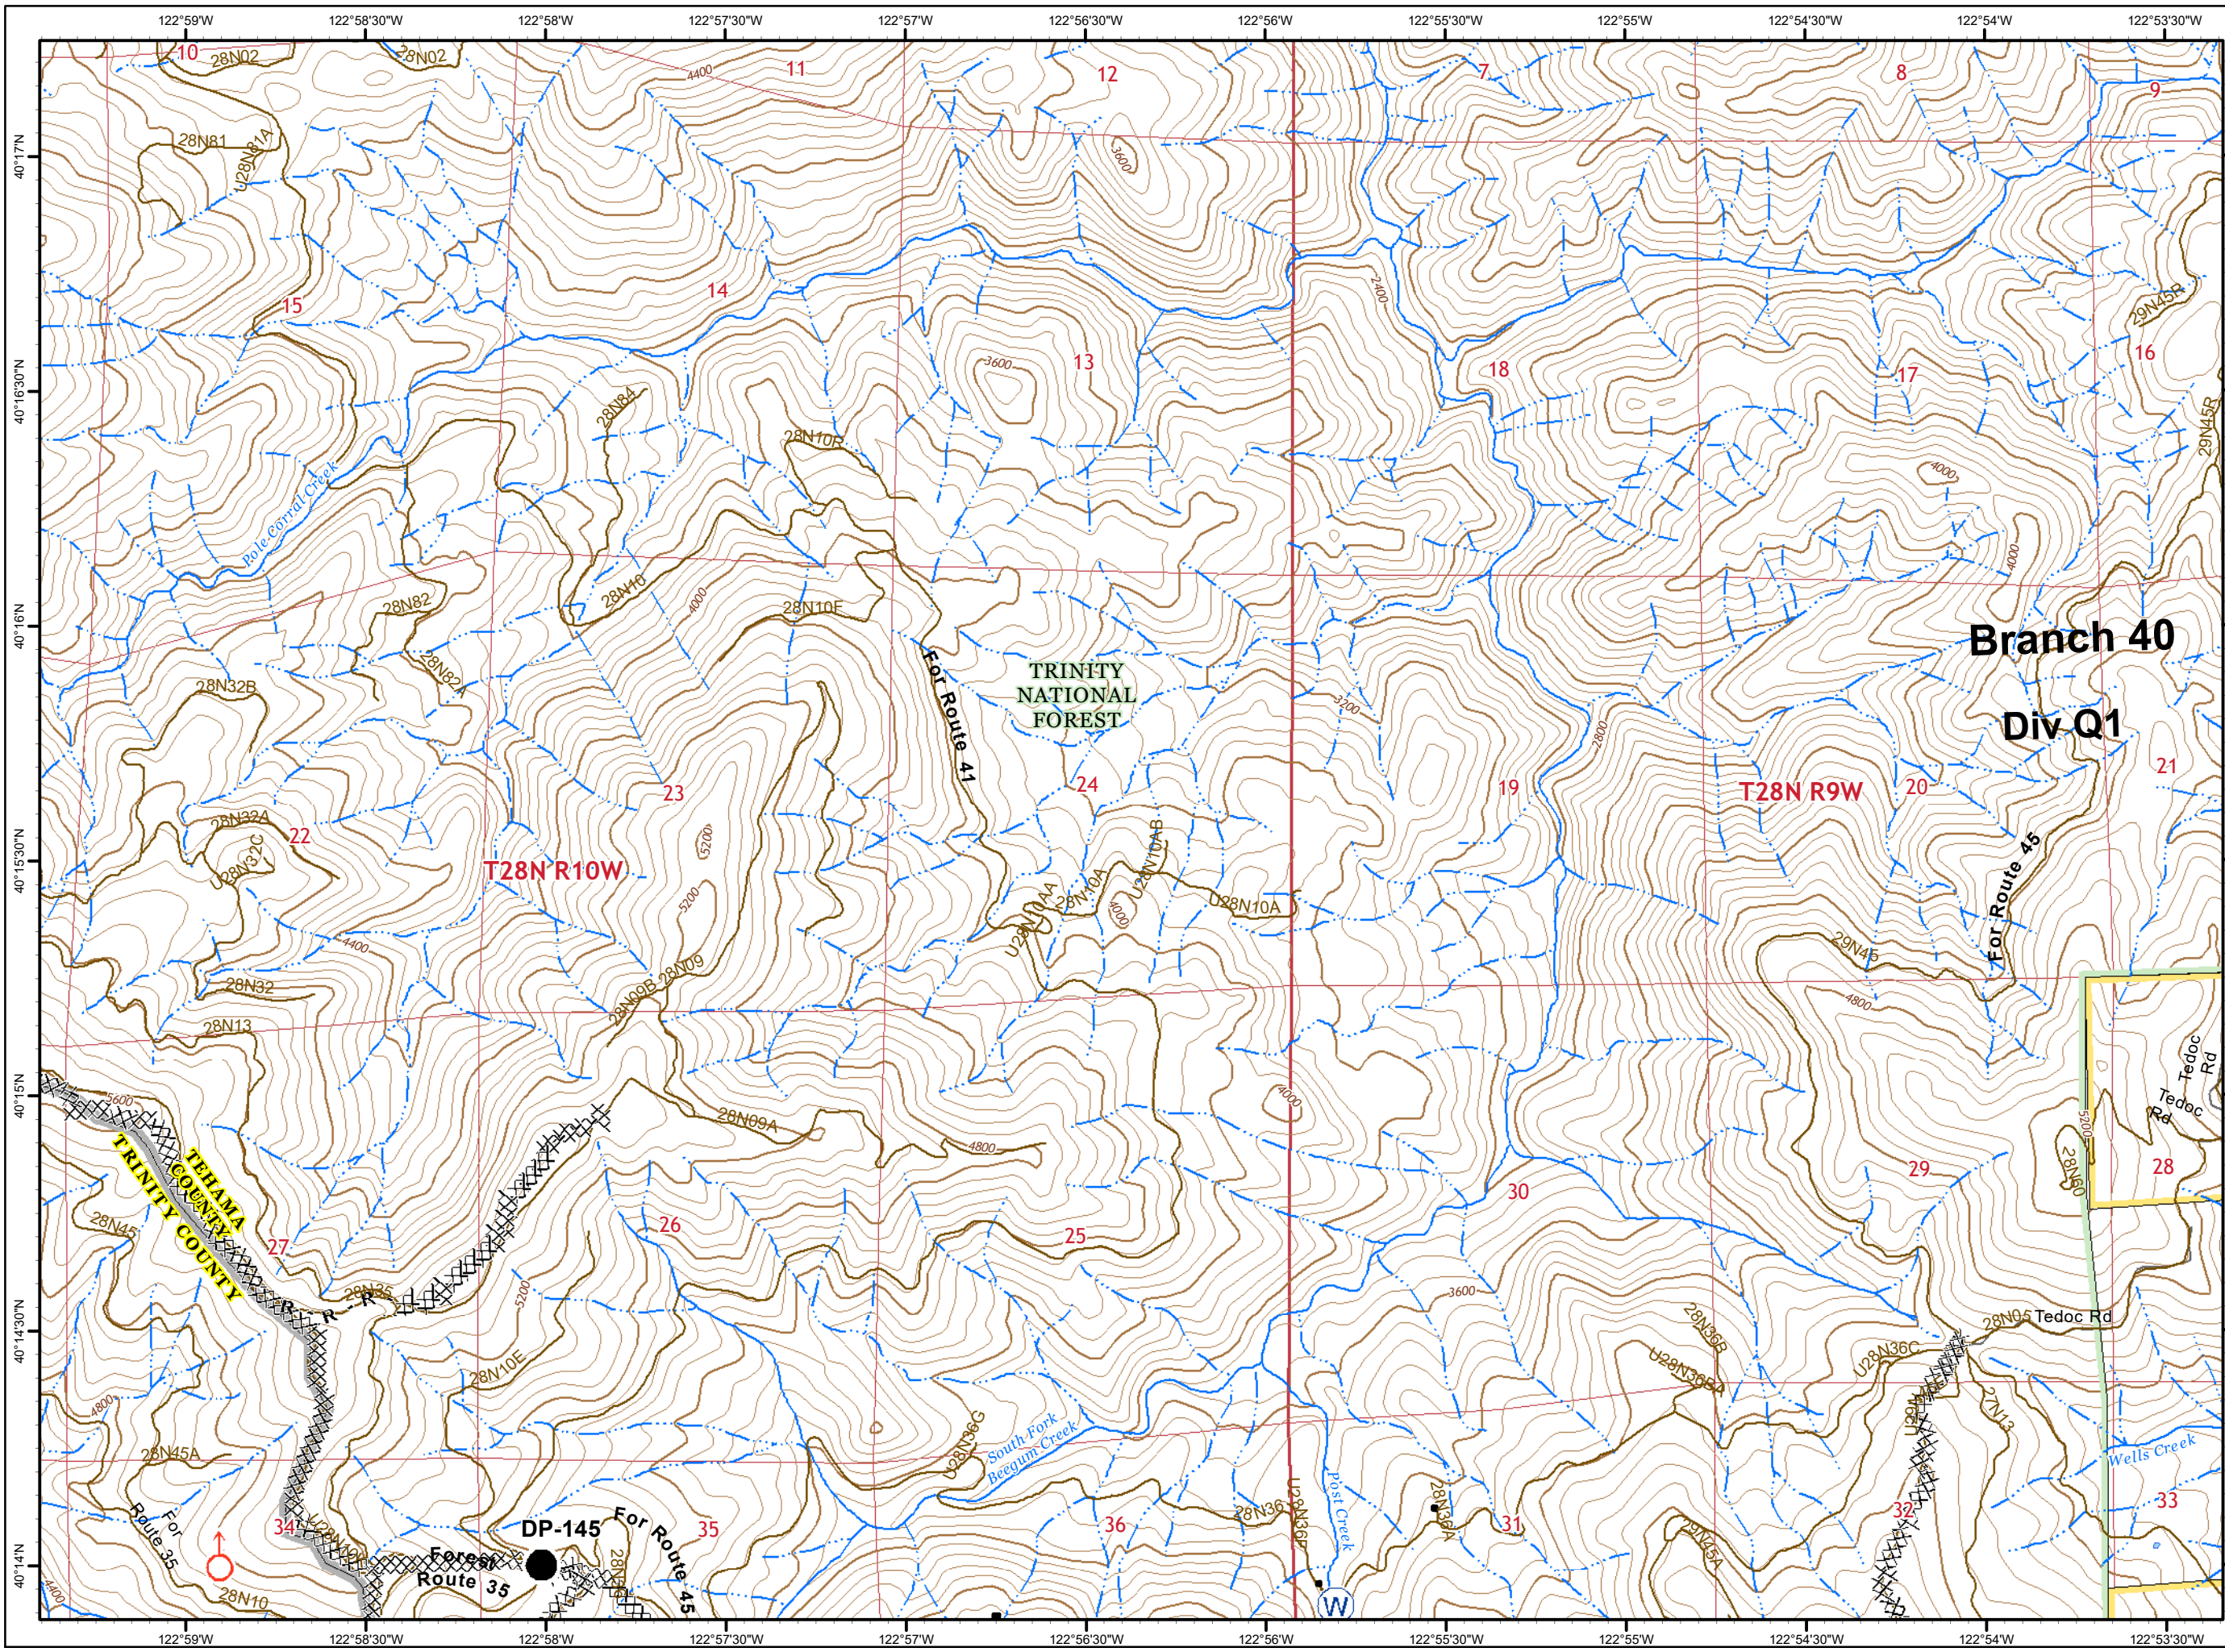 122°59'W 122°58'30"W 122°58'W 122°57'30"W 122°57'W 122°56'30"W 122°56'W 122°55'30"W 122°55'W 122°54'30"W 122°54'W 122°53'30"W
10
28N02
28N02
4400
11
12
7
8
9
40°17'N
28N81
U28N81A
3600
15
14
2400
29N45R
13
3600
18
16
17
40°16'30"N
28N84
28N10R
29N45R
Pole Corral Creek
4000
28N82
28N10
4000
28N10F
4000
40°16'N
Branch 40
28N82A
28N32B
For Route 41
TRINITY
NATIONAL
FOREST
3200
2800
Div Q1
23
24
19
T28N R9W
20
21
28N32A
22
U28N32C
5200
U28N10AB
40°15'30"N
T28N R10W
5200
28N10A
U28N10AA
4000
U28N10A
For Route 45
4400
29N45
28N09
28N09B
28N32
4800
28N13
40°15'N
5600
Tedoc
Rd
Tedoc
Rd
4000
28N09A
4800
5200
TEHAMA
COUNTY
TRINITY COUNTY
28N60
28
29
30
28N45
26
25
27
28N35
R - R - R
5200
3600
40°14'30"N
28N36B
28N05
Tedoc Rd
U28N36C
U28N36BA
28N10E
4800
27N13
U28N36G
South Fork
Beegum Creek
28N45A
Wells Creek
For
Route 35
34
DP-145
For Route 45
35
36
28N36
U28N36F
Post Creek
28N36A
31
32
33
29N45A
40°14'N
Forest
Route 35
4400
28N10
W
122°59'W 122°58'30"W 122°58'W 122°57'30"W 122°57'W 122°56'30"W 122°56'W 122°55'30"W 122°55'W 122°54'30"W 122°54'W 122°53'30"W